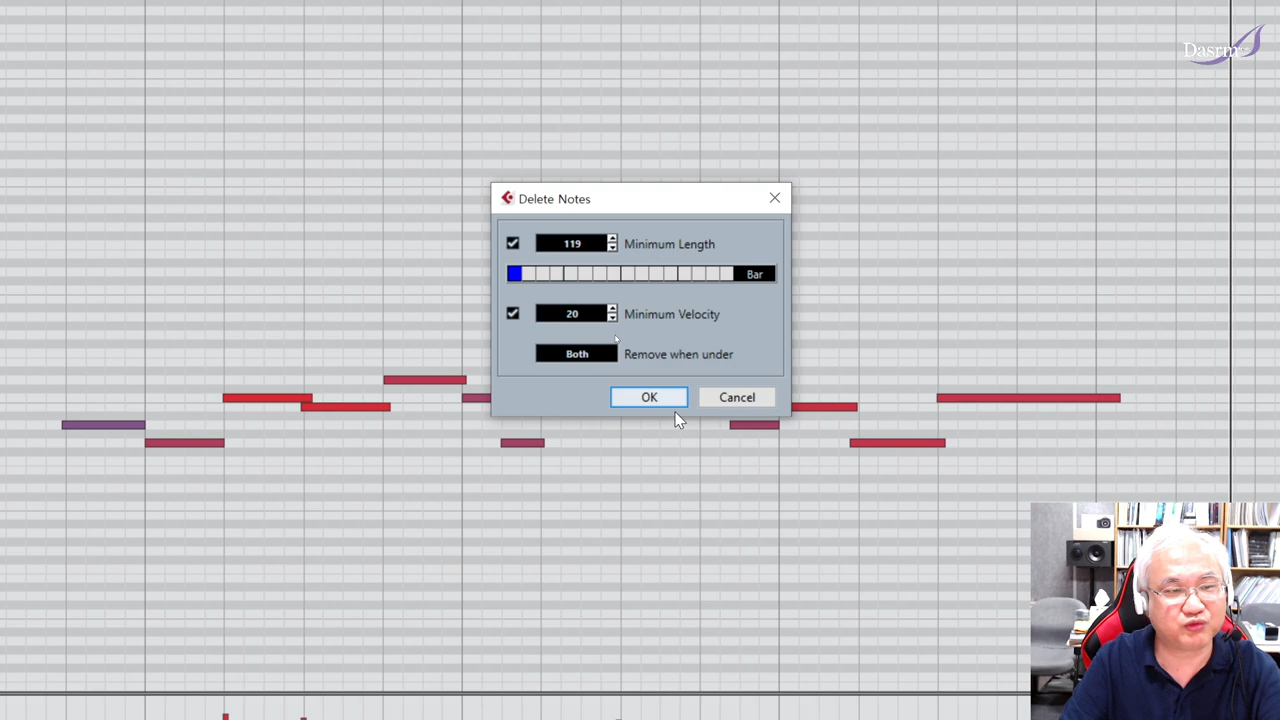 Dasrm
Delete Notes
119 Minimum Length
Bar
20 Minimum Velocity
Both Remove when under
OK Cancel